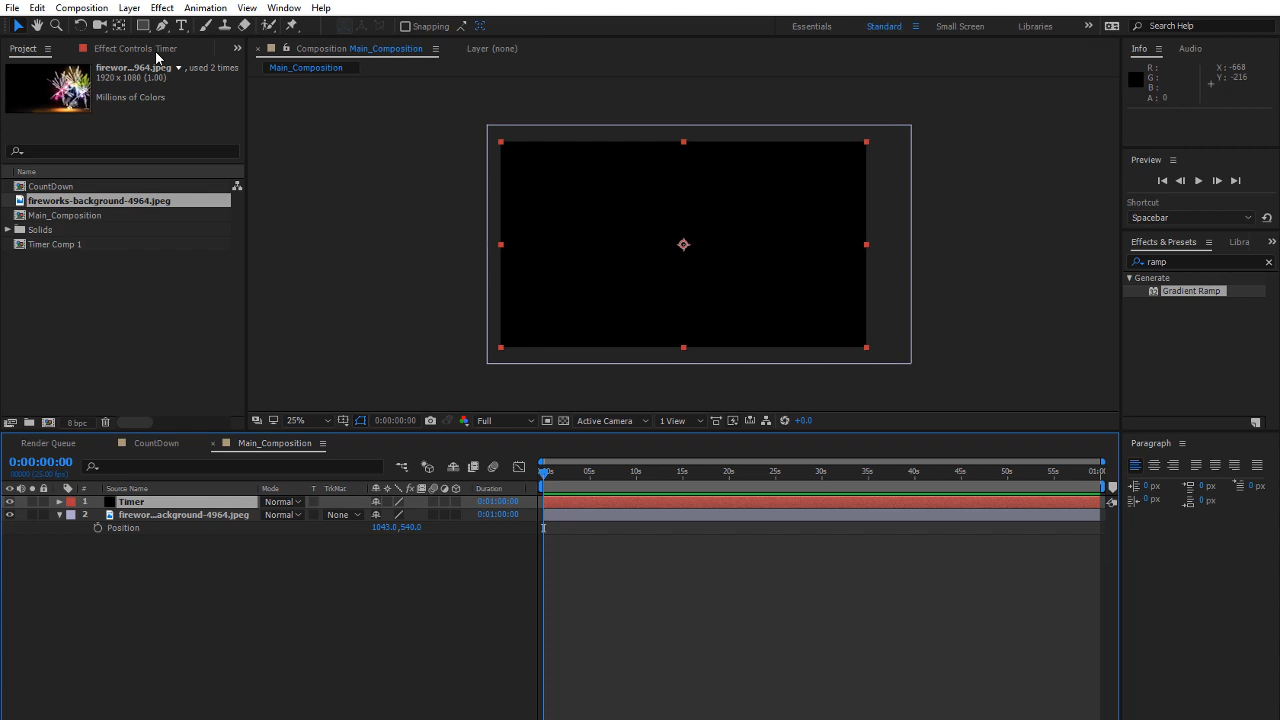 File Edit Composition Layer Effect Animation View Window Help
Snapping
Essentials Standard Small Screen Libraries
Search Help
Project Effect Controls Timer
Composition Main_Composition
Layer (none)
Info Audio
Main_Composition
firewor...964.jpeg , used 2 times
1920 x 1080 (1.00)
Millions of Colors
R :
G :
B :
A : 0
X : -668
Y : -216
Preview
Shortcut
Spacebar
Effects & Presets Libra
ramp
Generate
Gradient Ramp
Name
CountDown
fireworks-background-4964.jpeg
Main_Composition
Solids
Timer Comp 1
8 bpc
25% 0:00:00:00 Full Active Camera 1 View +0.0
Render Queue CountDown Main_Composition
Paragraph
0:00:00:00
00000 (25.00 fps)
05s 10s 15s 20s 25s 30s 35s 40s 45s 50s 55s
# Source Name Mode T TrkMat Duration
1 Timer Normal 0:01:00:00
2 firewor...ackground-4964.jpeg Normal None 0:01:00:00
Position 1043.0,540.0
0 px 0 px 0 px
0 px 0 px